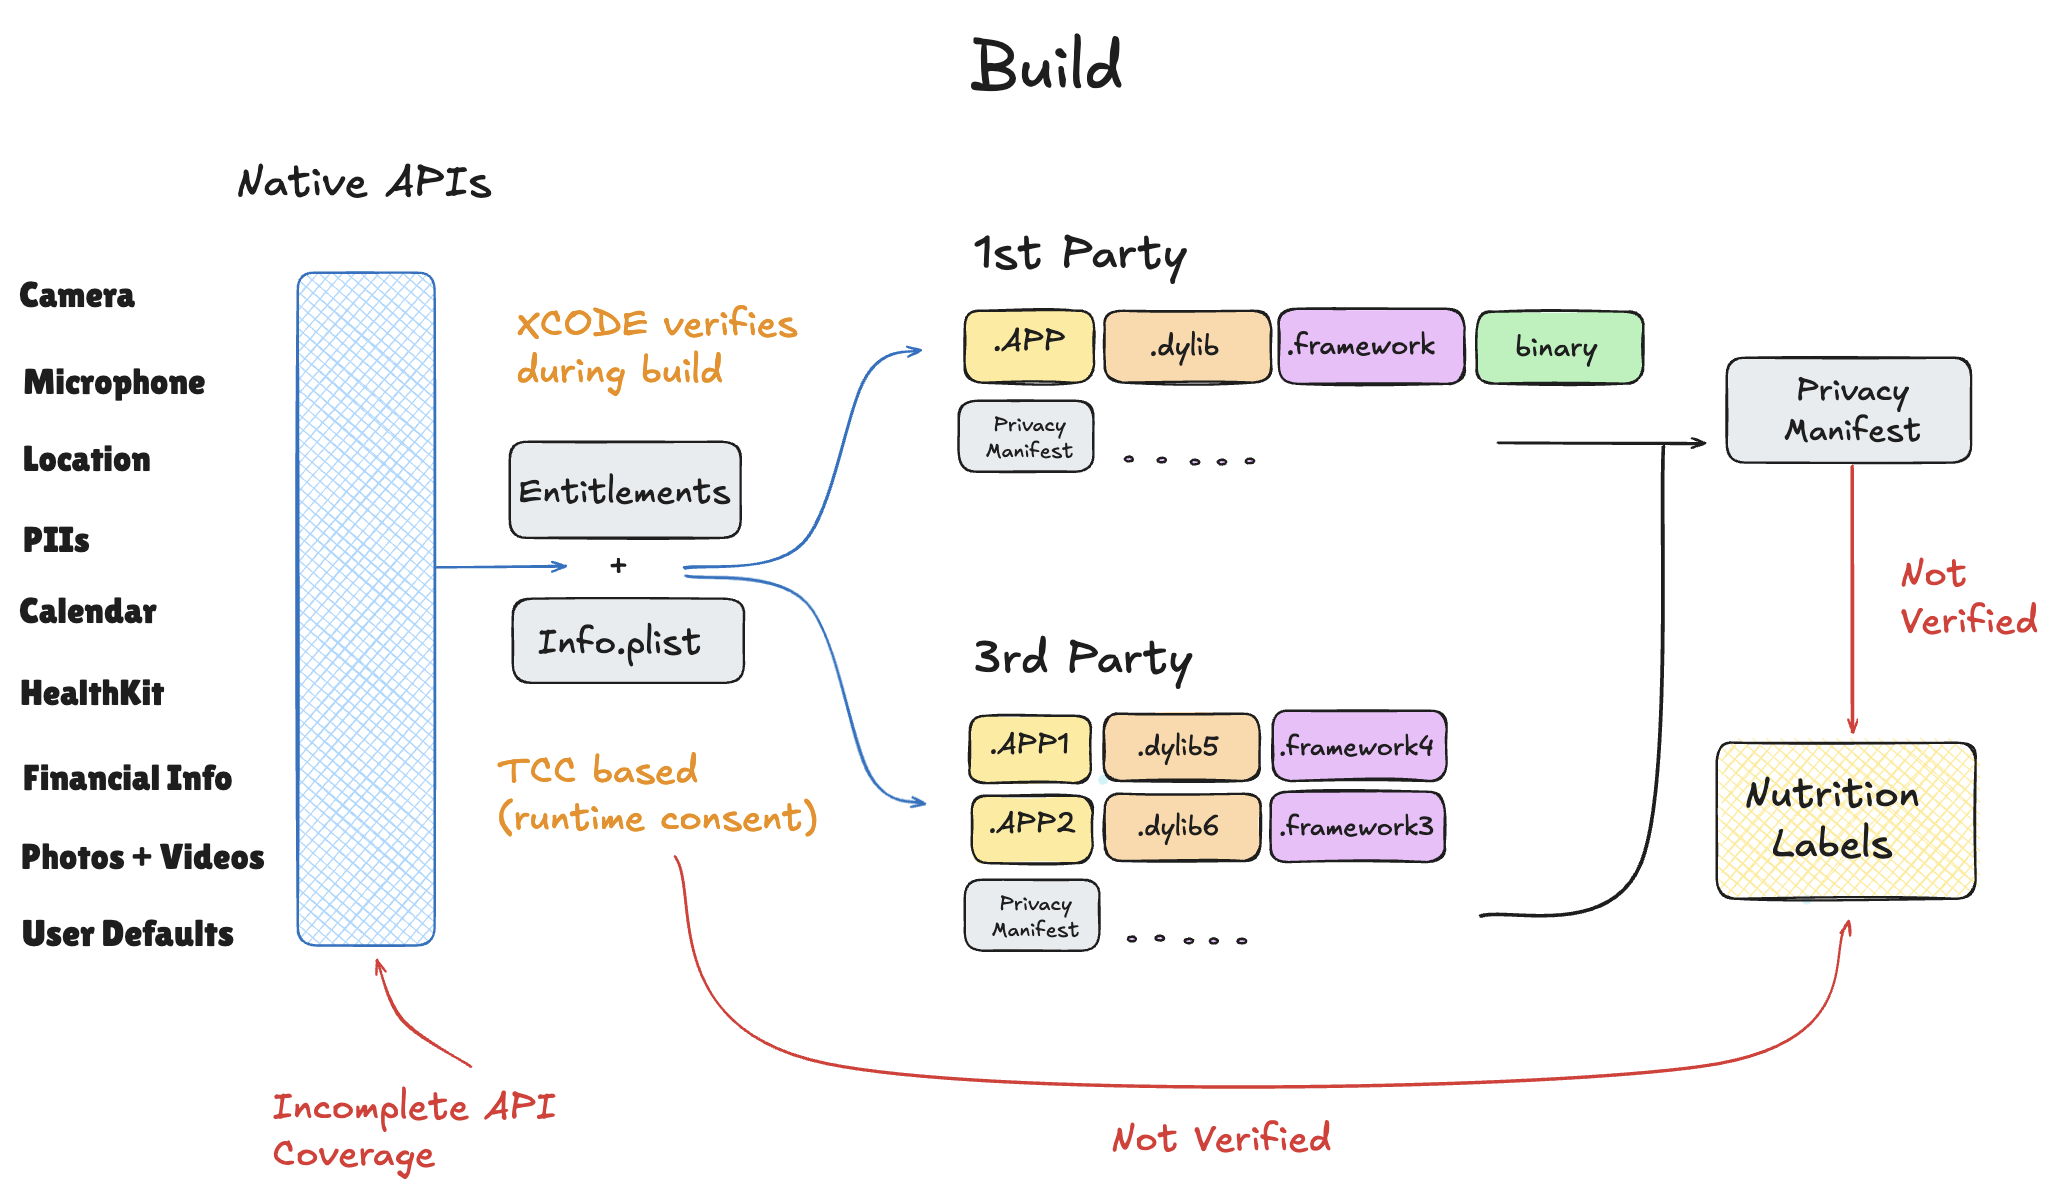 Build
Native APIs
Camera
Microphone
Location
PIIs
Calendar
HealthKit
Financial Info
Photos + Videos
User Defaults
XCODE verifies
during build
Entitlements
+
Info.plist
TCC based
(runtime consent)
1st Party
.APP
.dylib
.framework
binary
Privacy
Manifest
3rd Party
.APP1
.dylib5
.framework4
.APP2
.dylib6
.framework3
Privacy
Manifest
Privacy
Manifest
Not
Verified
Nutrition
Labels
Incomplete API
Coverage
Not Verified